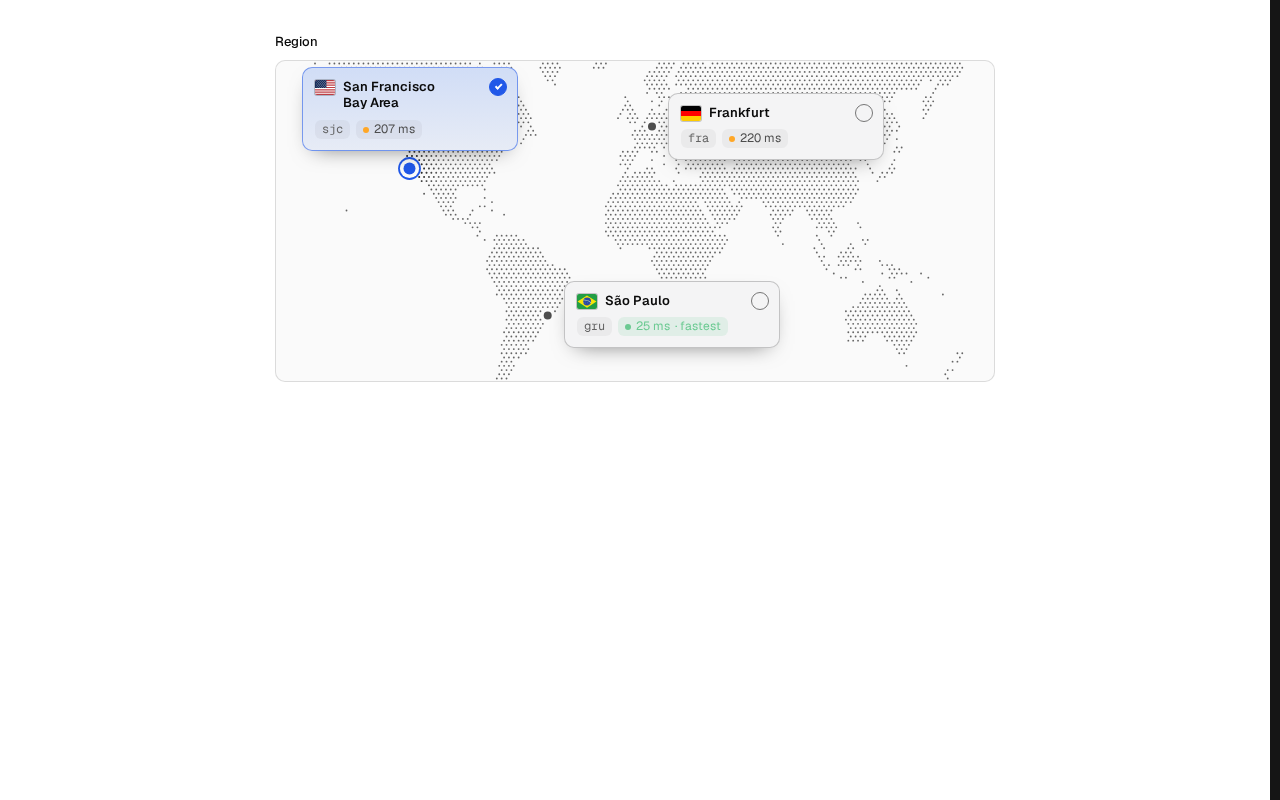 Region
San Francisco
Bay Area
sjc
207 ms
Frankfurt
fra
220 ms
São Paulo
gru
25 ms · fastest